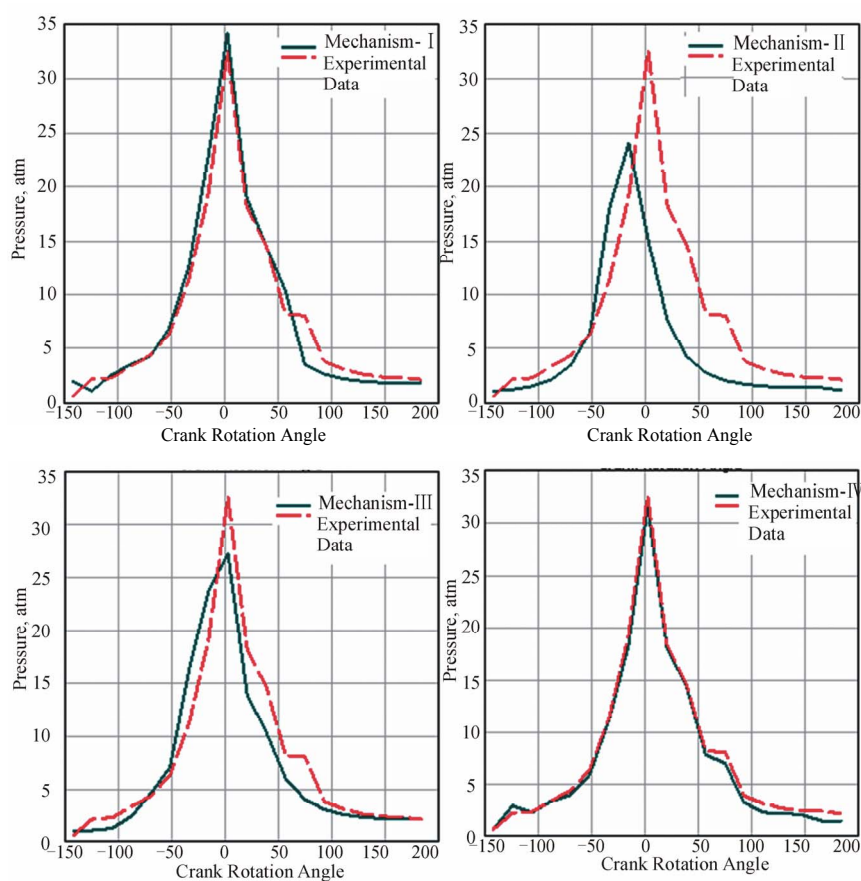 35
30
25
20
15
10
5
0
Pressure, atm
Mechanism-Ⅰ
Experimental
Data
−150 −100 −50 0 50 100 150 200
Crank Rotation Angle
35
30
25
20
15
10
5
0
Pressure, atm
Mechanism-Ⅱ
Experimental
Data
−150 −100 −50 0 50 100 150 200
Crank Rotation Angle
35
30
25
20
15
10
5
0
Pressure, atm
Mechanism-Ⅲ
Experimental
Data
−150 −100 −50 0 50 100 150 200
Crank Rotation Angle
35
30
25
20
15
10
5
0
Pressure, atm
Mechanism-Ⅳ
Experimental
Data
−150 −100 −50 0 50 100 150 200
Crank Rotation Angle